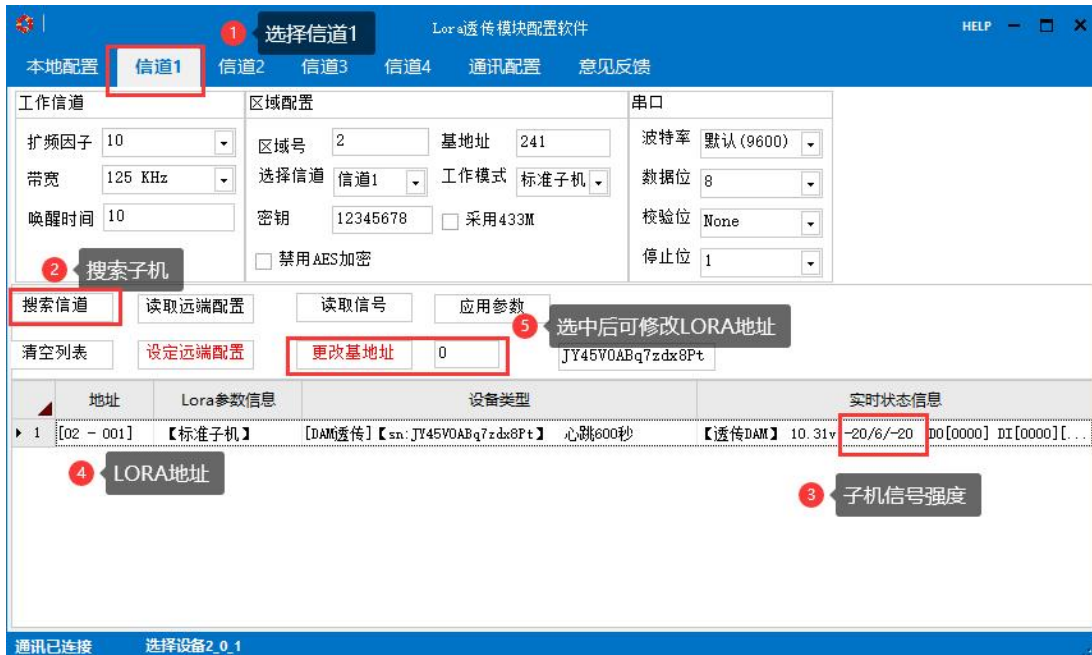 1 选择信道1 Lora透传模块配置软件 HELP
本地配置 信道1 信道2 信道3 信道4 通讯配置 意见反馈
工作信道 区域配置 串口
扩频因子 10 区域号 2 基地址 241 波特率 默认(9600)
带宽 125 KHz 选择信道 信道1 工作模式 标准子机 数据位 8
唤醒时间 10 密钥 12345678 采用433M 校验位 None
禁用AES加密 停止位 1
2 搜索子机
搜索信道 读取远端配置 读取信号 应用参数
5 选中后可修改LORA地址
清空列表 设定远端配置 更改基地址 0 JY45V0ABq7zdx8Pt
地址 Lora参数信息 设备类型 实时状态信息
1 [02 - 001] 【标准子机】 [DAM透传]【sn:JY45V0ABq7zdx8Pt】 心跳600秒 【透传DAM】 10.31v -20/6/-20 DO[0000] DI[0000][...
4 LORA地址
3 子机信号强度
通讯已连接 选择设备2_0_1